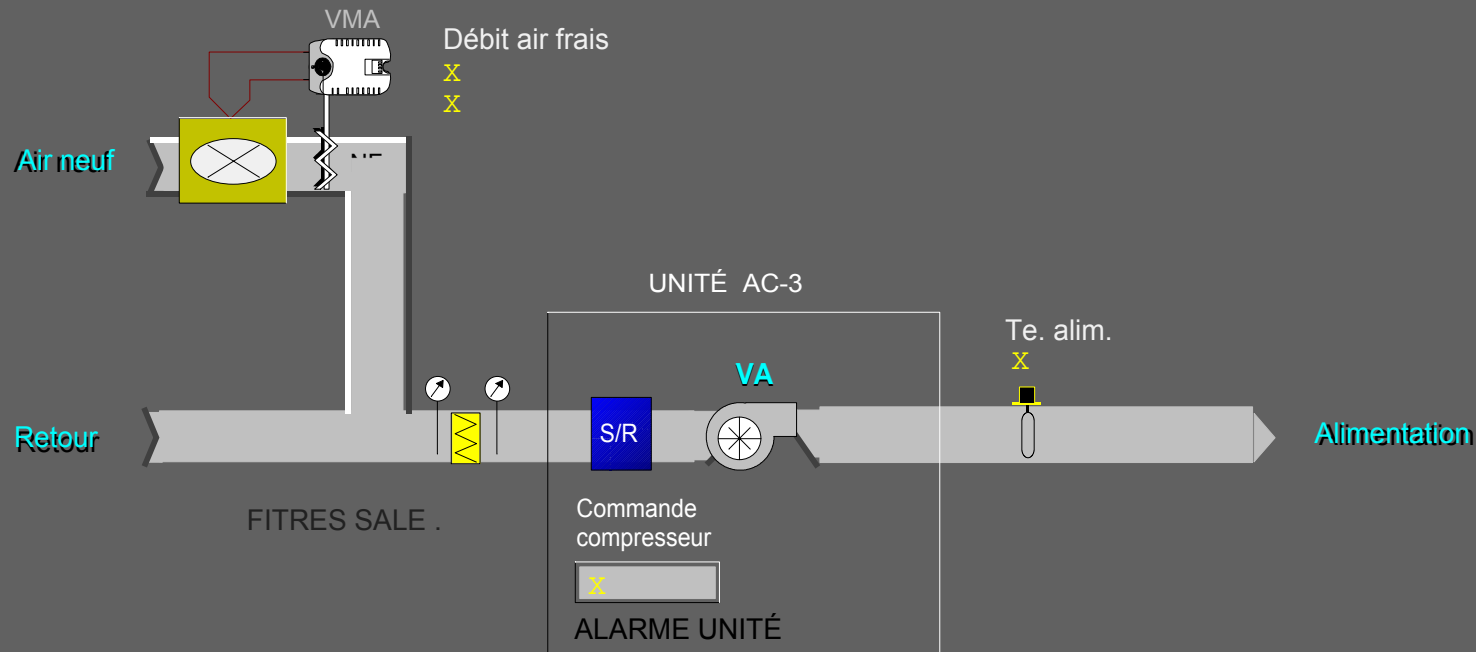 VMA
Débit air frais
X
X
Air neuf
UNITÉ AC-3
Te. alim.
X
VA
Retour
S/R
Alimentation
FITRES SALE .
Commande
compresseur
X
ALARME UNITÉ